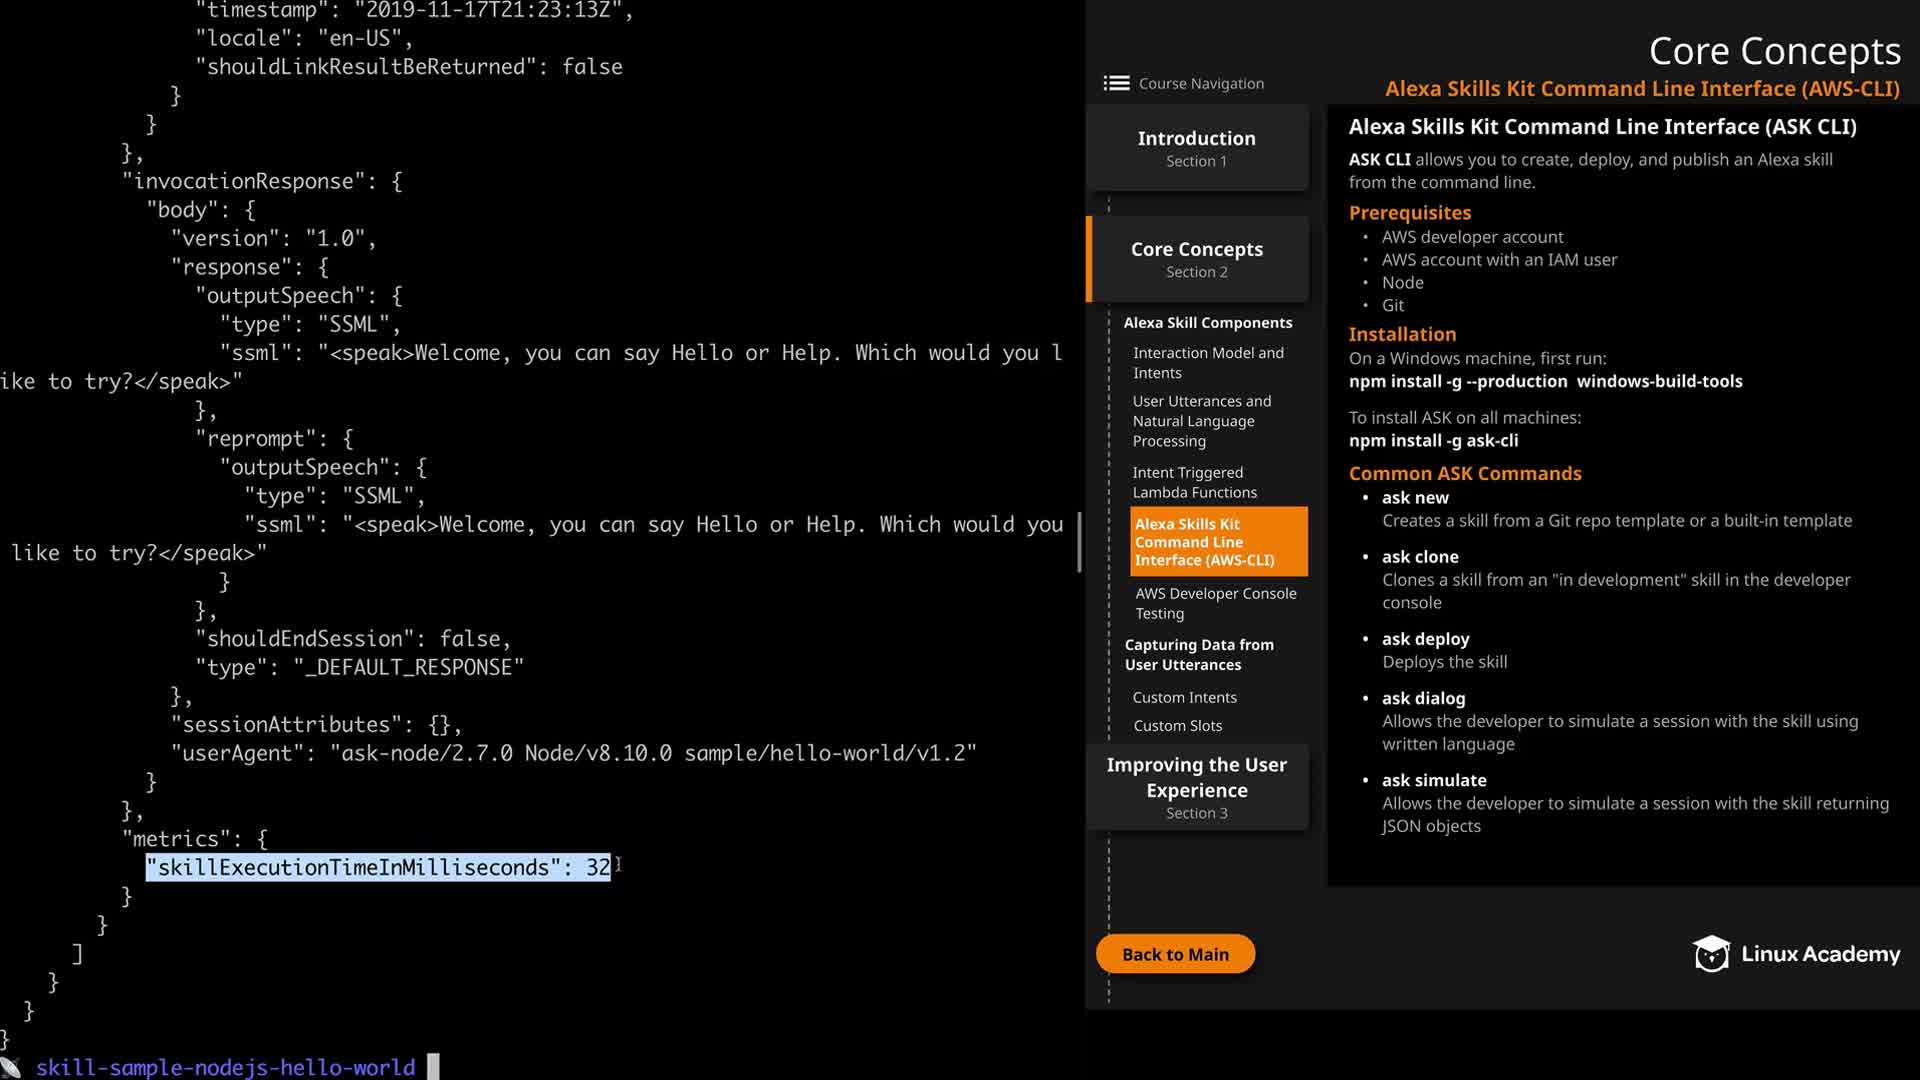 "timestamp": "2019-11-17T21:23:13Z",
"locale": "en-US",
"shouldLinkResultBeReturned": false
}
}
},
"invocationResponse": {
"body": {
"version": "1.0",
"response": {
"outputSpeech": {
"type": "SSML",
"ssml": "<speak>Welcome, you can say Hello or Help. Which would you l
ike to try?</speak>"
},
"reprompt": {
"outputSpeech": {
"type": "SSML",
"ssml": "<speak>Welcome, you can say Hello or Help. Which would you
like to try?</speak>"
}
},
"shouldEndSession": false,
"type": "_DEFAULT_RESPONSE"
},
"sessionAttributes": {},
"userAgent": "ask-node/2.7.0 Node/v8.10.0 sample/hello-world/v1.2"
}
},
"metrics": {
"skillExecutionTimeInMilliseconds": 32
}
}
]
}
}
}
skill-sample-nodejs-hello-world
Core Concepts
Alexa Skills Kit Command Line Interface (AWS-CLI)
Course Navigation
Introduction
Section 1
Core Concepts
Section 2
Alexa Skill Components
Interaction Model and
Intents
User Utterances and
Natural Language
Processing
Intent Triggered
Lambda Functions
Alexa Skills Kit
Command Line
Interface (AWS-CLI)
AWS Developer Console
Testing
Capturing Data from
User Utterances
Custom Intents
Custom Slots
Improving the User
Experience
Section 3
Back to Main
Alexa Skills Kit Command Line Interface (ASK CLI)
ASK CLI allows you to create, deploy, and publish an Alexa skill
from the command line.
Prerequisites
• AWS developer account
• AWS account with an IAM user
• Node
• Git
Installation
On a Windows machine, first run:
npm install -g --production windows-build-tools
To install ASK on all machines:
npm install -g ask-cli
Common ASK Commands
• ask new
Creates a skill from a Git repo template or a built-in template
• ask clone
Clones a skill from an "in development" skill in the developer
console
• ask deploy
Deploys the skill
• ask dialog
Allows the developer to simulate a session with the skill using
written language
• ask simulate
Allows the developer to simulate a session with the skill returning
JSON objects
Linux Academy